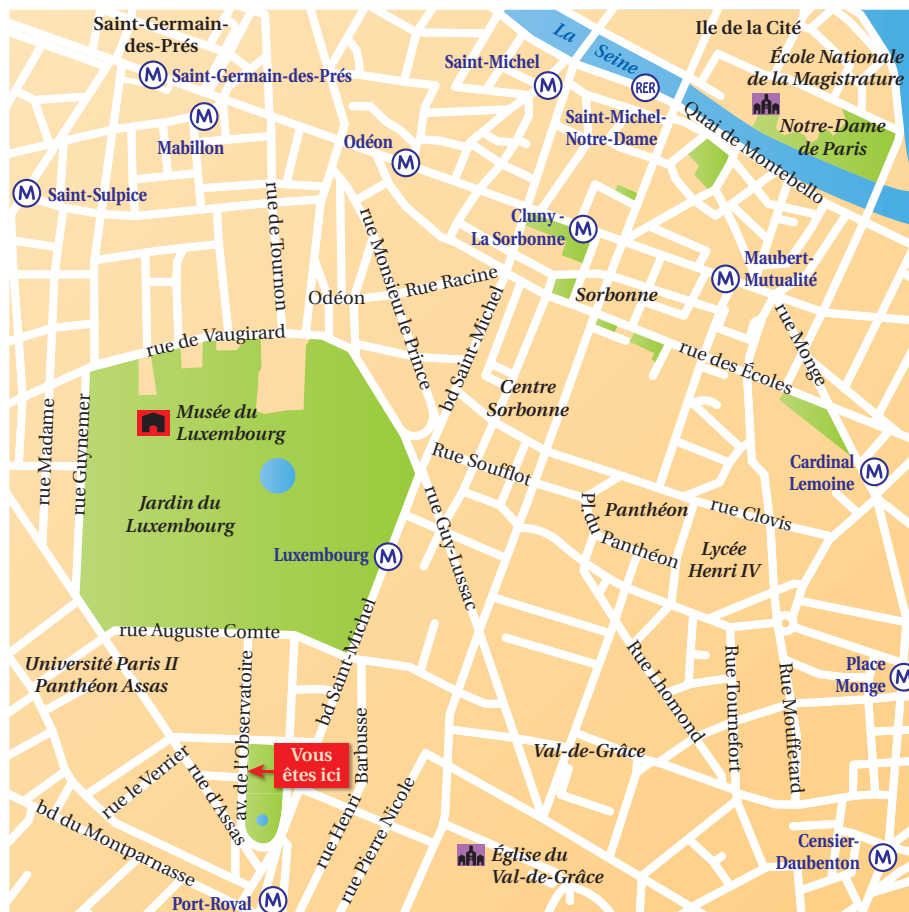 Saint-Germain-
des-Prés
M
Saint-Germain-des-Prés
M
Mabillon
M
Saint-Sulpice
Saint-Michel
M
La Seine
RER
Saint-Michel-
Notre-Dame
Ile de la Cité
École Nationale
de la Magistrature
Notre-Dame
de Paris
Quai de Montebello
Odéon
M
Cluny -
La Sorbonne
M
Maubert-
Mutualité
M
rue de Tournon
rue Monsieur le Prince
Odéon
Rue Racine
Sorbonne
rue Monge
rue de Vaugirard
bd Saint-Michel
rue des Écoles
Centre
Sorbonne
Musée du
Luxembourg
rue Madame
rue Guynemer
Rue Soufflot
Cardinal
Lemoine
M
Jardin du
Luxembourg
rue Guy-Lussac
Pl. du Panthéon
Panthéon
rue Clovis
Lycée
Henri IV
Luxembourg
M
rue Auguste Comte
bd Saint-Michel
Université Paris II
Panthéon Assas
av. de l'Observatoire
Rue Lhomond
Rue Tournefort
Rue Mouffetard
Place
Monge
M
Vous
êtes ici
Val-de-Grâce
rue le Verrier
rue d'Assas
rue Henri Barbusse
rue Pierre Nicole
bd du Montparnasse
Église du
Val-de-Grâce
Censier-
Daubenton
M
Port-Royal
M